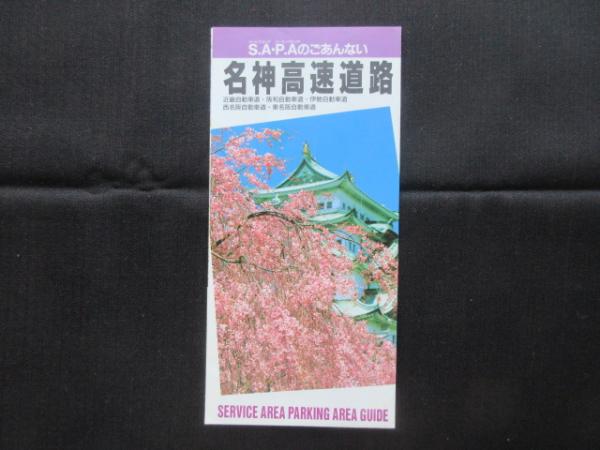 S.A・P.Aのごあんない
名神高速道路
近畿自動車道・阪和自動車道・伊勢自動車道
西名阪自動車道・東名阪自動車道
SERVICE AREA PARKING AREA GUIDE